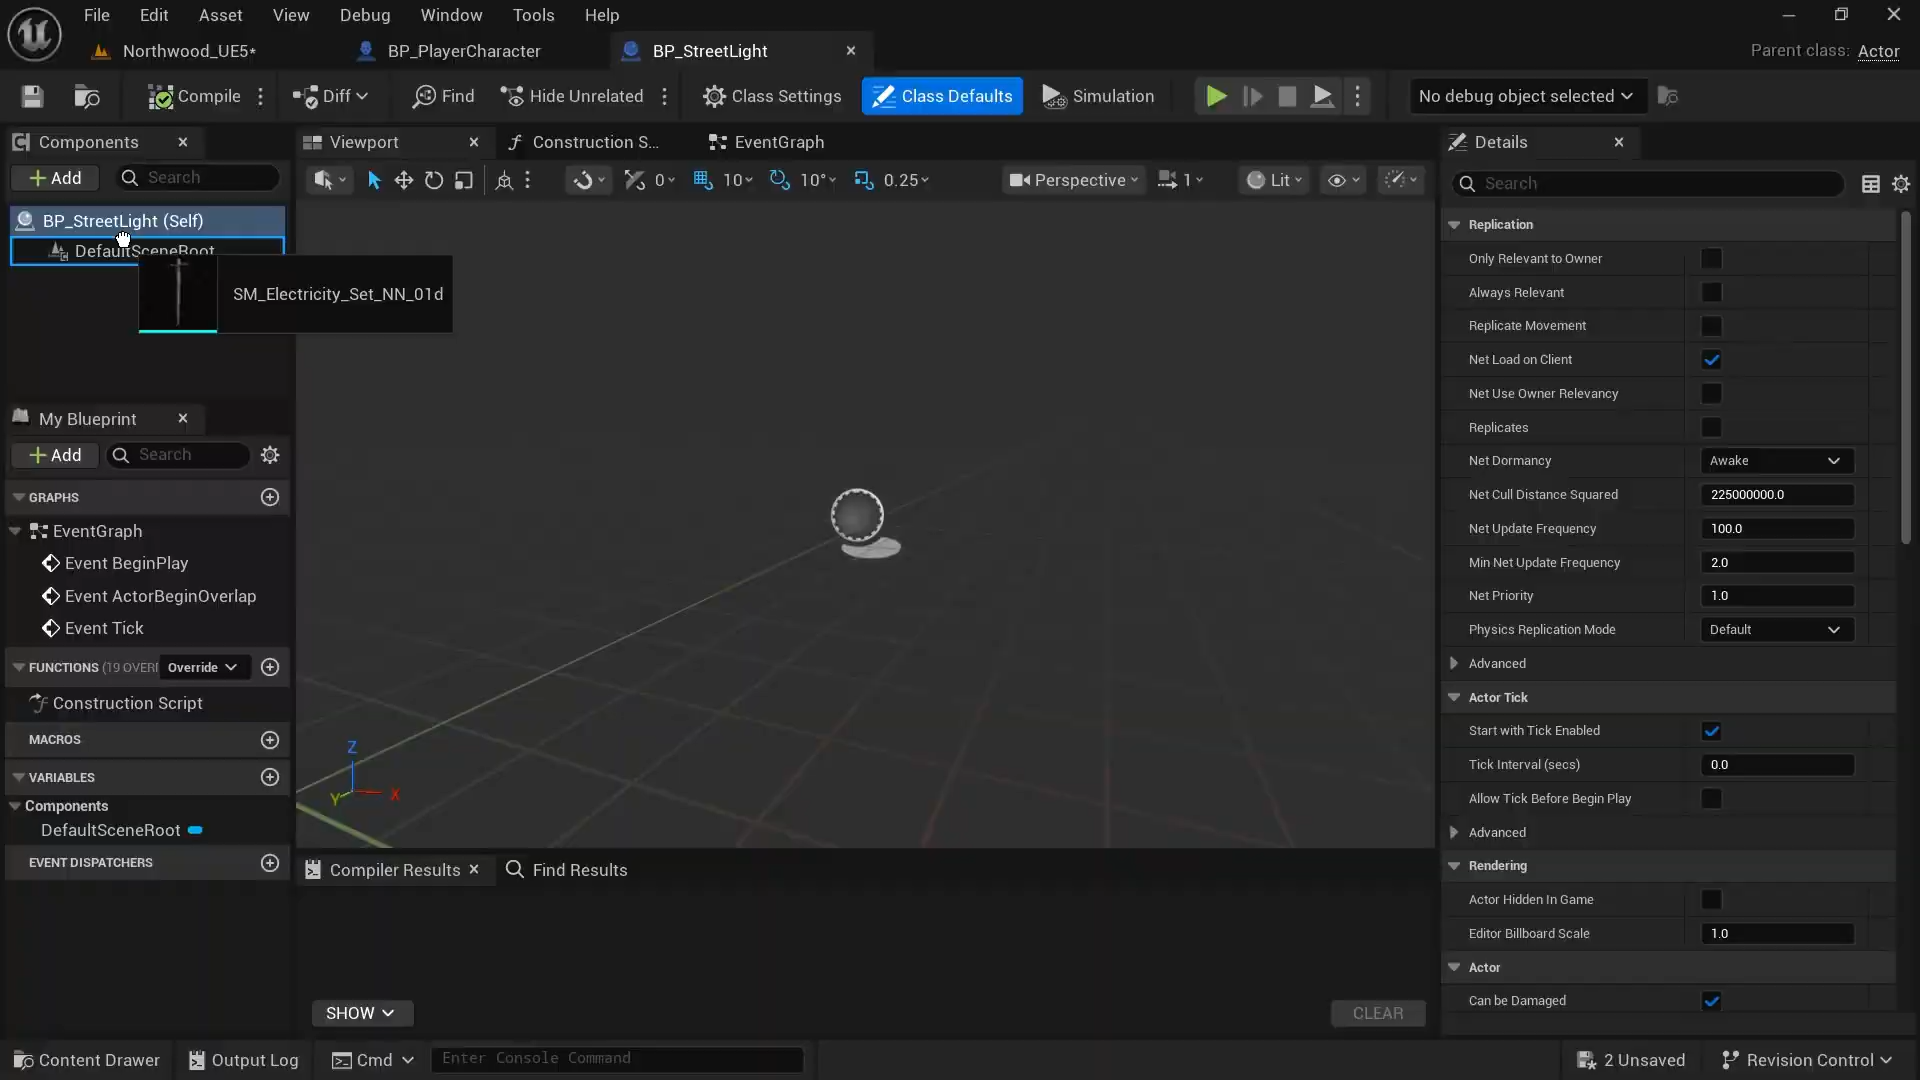 File Edit Asset View Debug Window Tools Help
Northwood_UE5* BP_PlayerCharacter BP_StreetLight Parent class: Actor
Compile Diff Find Hide Unrelated Class Settings Class Defaults Simulation No debug object selected
Components Viewport Construction S... EventGraph Details
Add Search 0 10 10° 0.25 Perspective 1 Lit Search
BP_StreetLight (Self)
DefaultSceneRoot
SM_Electricity_Set_NN_01d
My Blueprint
Add Search
GRAPHS
EventGraph
Event BeginPlay
Event ActorBeginOverlap
Event Tick
FUNCTIONS (19 OVERI Override
Construction Script
MACROS
VARIABLES
Components
DefaultSceneRoot
EVENT DISPATCHERS
Z
Y X
Compiler Results Find Results
SHOW CLEAR
Replication
Only Relevant to Owner
Always Relevant
Replicate Movement
Net Load on Client
Net Use Owner Relevancy
Replicates
Net Dormancy Awake
Net Cull Distance Squared 225000000.0
Net Update Frequency 100.0
Min Net Update Frequency 2.0
Net Priority 1.0
Physics Replication Mode Default
Advanced
Actor Tick
Start with Tick Enabled
Tick Interval (secs) 0.0
Allow Tick Before Begin Play
Advanced
Rendering
Actor Hidden In Game
Editor Billboard Scale 1.0
Actor
Can be Damaged
Content Drawer Output Log Cmd Enter Console Command 2 Unsaved Revision Control